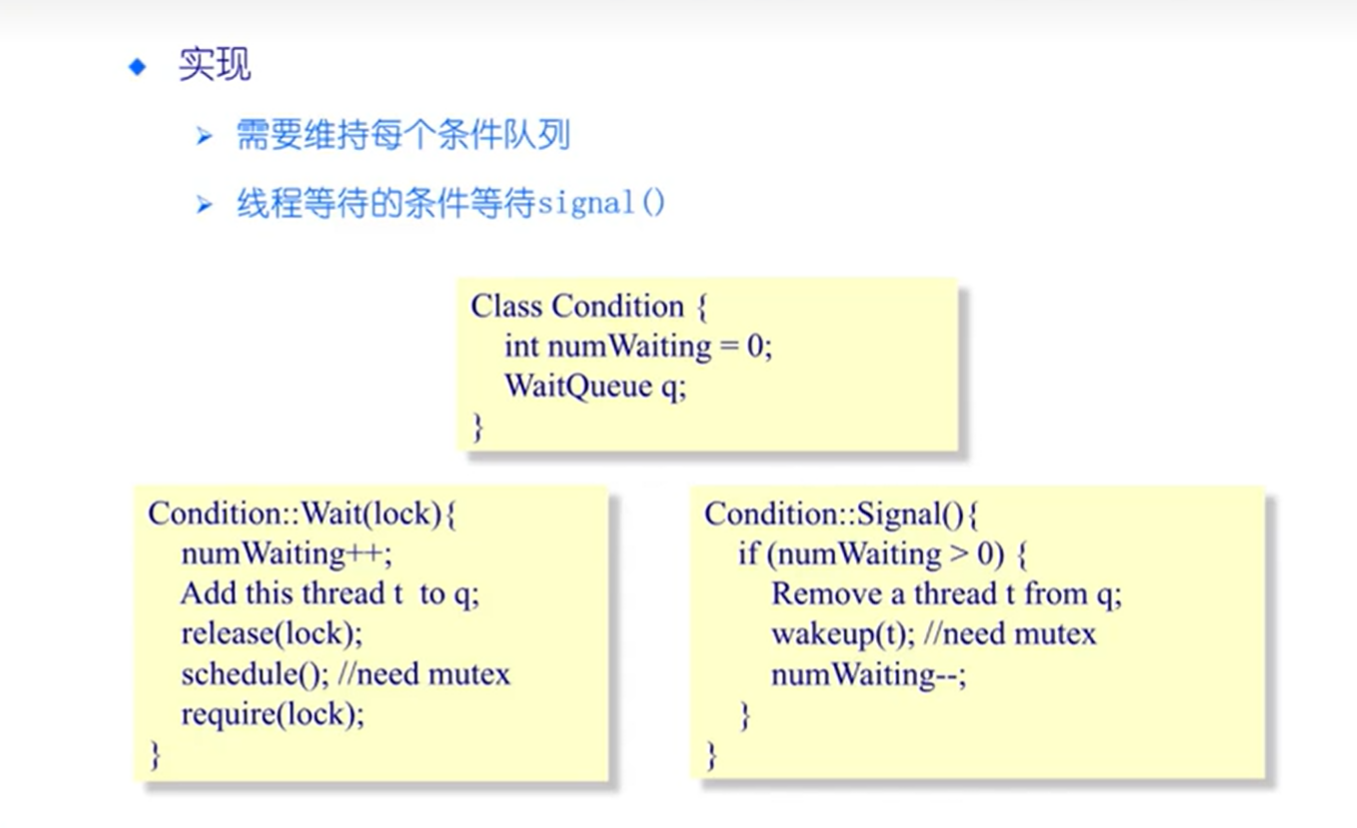 实现
需要维持每个条件队列
线程等待的条件等待signal()
Class Condition {
int numWaiting = 0;
WaitQueue q;
}
Condition::Wait(lock){
numWaiting++;
Add this thread t  to q;
release(lock);
schedule(); //need mutex
require(lock);
}
Condition::Signal(){
if (numWaiting > 0) {
Remove a thread t from q;
wakeup(t); //need mutex
numWaiting--;
}
}